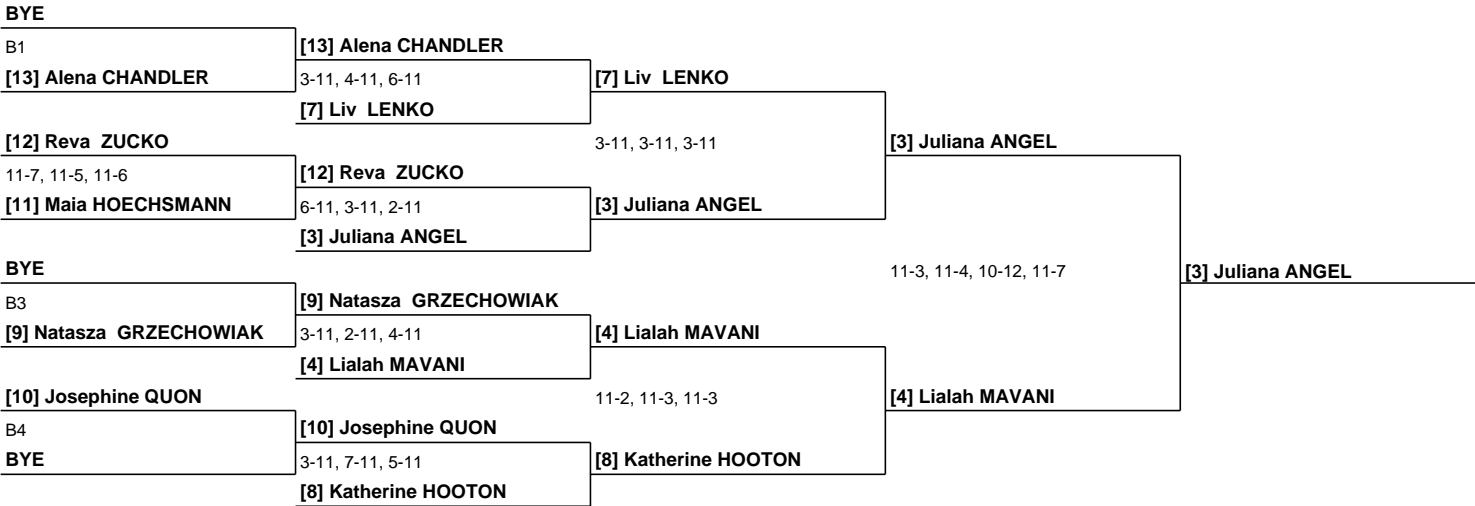 BYE
B1
[13] Alena CHANDLER
[13] Alena CHANDLER
3-11, 4-11, 6-11
[7] Liv LENKO
[7] Liv LENKO
[12] Reva ZUCKO
3-11, 3-11, 3-11
[3] Juliana ANGEL
11-7, 11-5, 11-6
[12] Reva ZUCKO
[11] Maia HOECHSMANN
6-11, 3-11, 2-11
[3] Juliana ANGEL
[3] Juliana ANGEL
BYE
11-3, 11-4, 10-12, 11-7
[3] Juliana ANGEL
B3
[9] Natasza GRZECHOWIAK
[9] Natasza GRZECHOWIAK
3-11, 2-11, 4-11
[4] Lialah MAVANI
[4] Lialah MAVANI
[10] Josephine QUON
11-2, 11-3, 11-3
[4] Lialah MAVANI
B4
[10] Josephine QUON
BYE
3-11, 7-11, 5-11
[8] Katherine HOOTON
[8] Katherine HOOTON